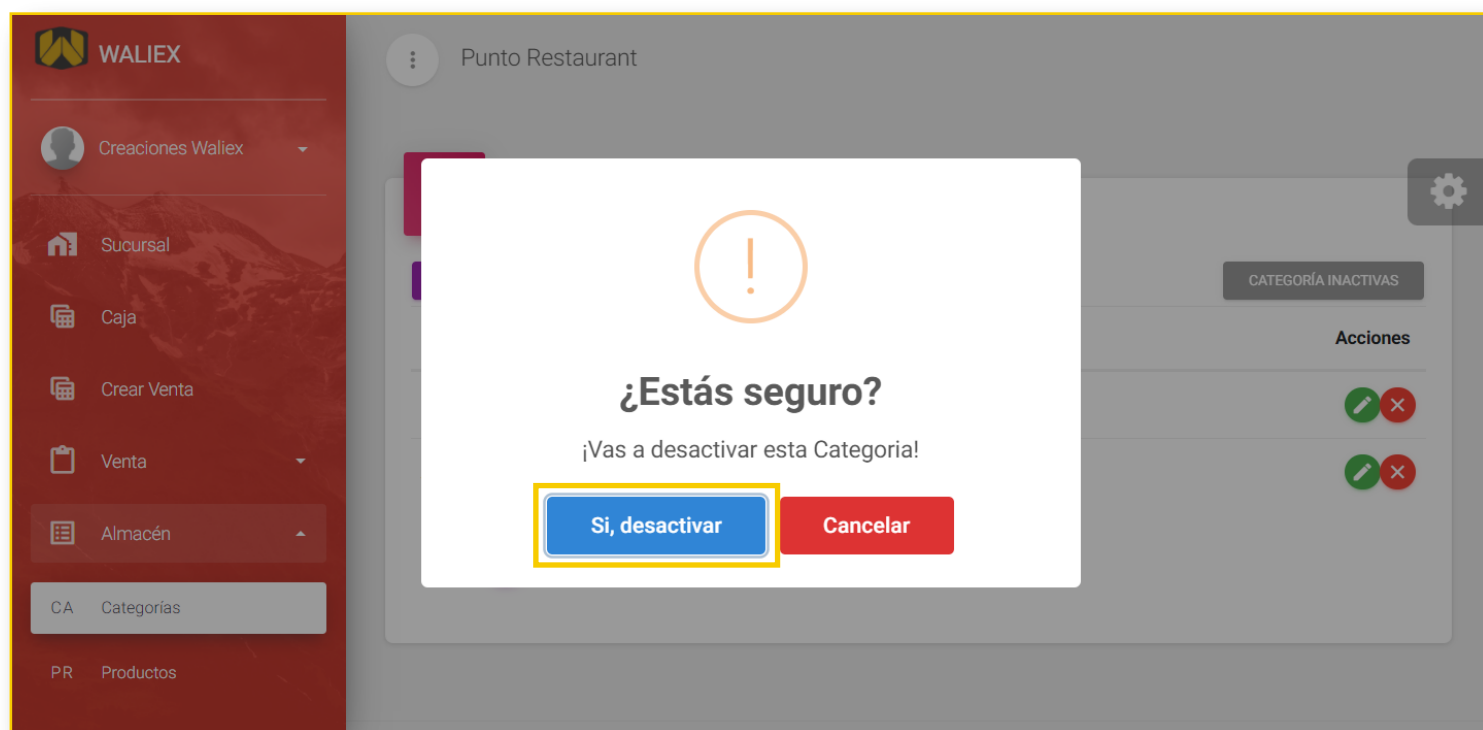 WALIEX
Creaciones Waliex
Sucursal
Caja
Crear Venta
Venta
Almacén
CA Categorías
PR Productos
Punto Restaurant
CATEGORÍA INACTIVAS
Acciones
¿Estás seguro?
¡Vas a desactivar esta Categoria!
Si, desactivar
Cancelar